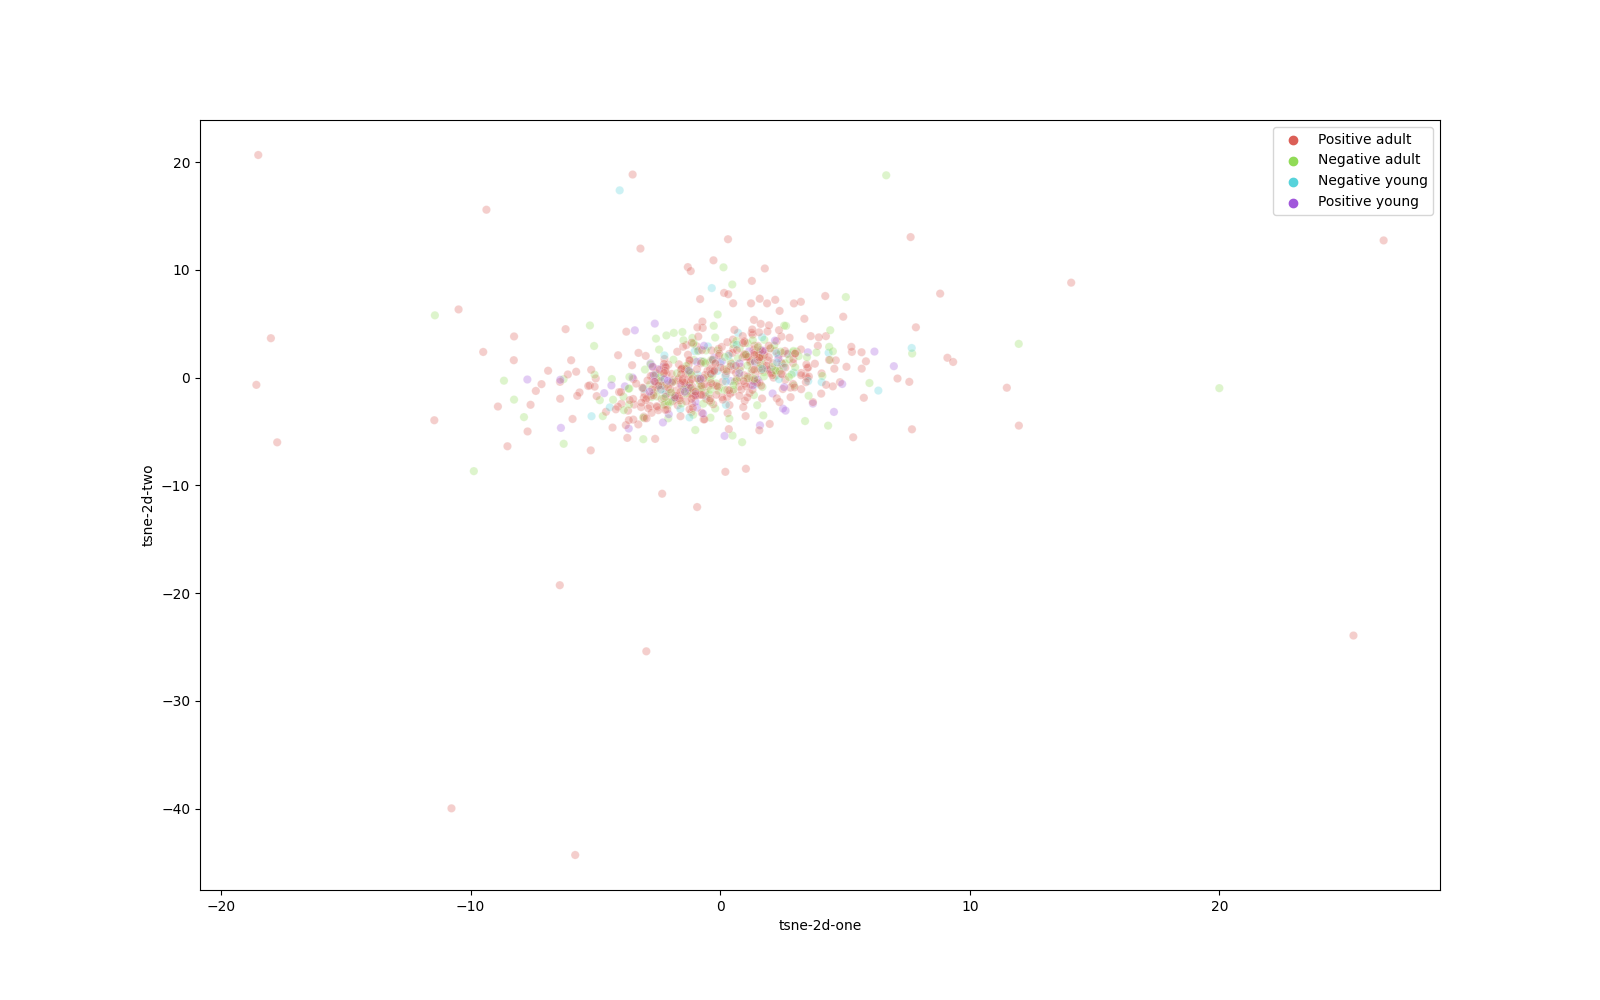 Positive adult
Negative adult
Negative young
Positive young
20
10
0
−10
−20
−30
−40
tsne-2d-two
−20
−10
0
10
20
tsne-2d-one